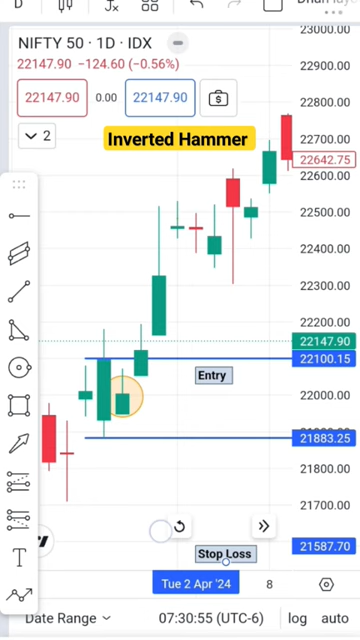 D
Dhan layo
NIFTY 50 · 1D · IDX
22147.90 −124.60 (−0.56%)
22147.90
0.00
22147.90
2
Inverted Hammer
23000.00
22900.00
22800.00
22700.00
22642.75
22600.00
22500.00
22400.00
22300.00
22200.00
22147.90
22100.15
Entry
22000.00
21883.25
21800.00
21700.00
21587.70
Stop Loss
Tue 2 Apr '24
8
Date Range
07:30:55 (UTC-6)
log
auto